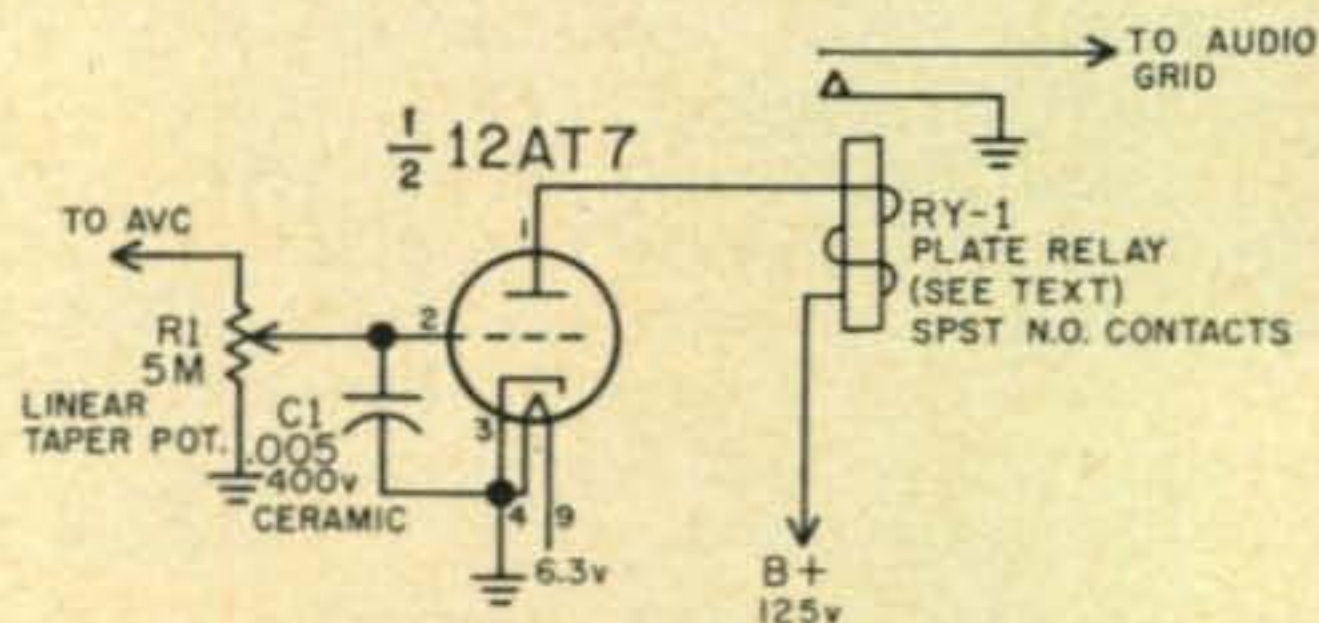 TO AUDIO
GRID
1/2 12AT7
TO AVC
1
RY-1
PLATE RELAY
(SEE TEXT)
SPST N.O. CONTACTS
2
R1
5M
LINEAR
TAPER POT.
C1
.005
400v
CERAMIC
3
4
9
6.3v
B+
125v